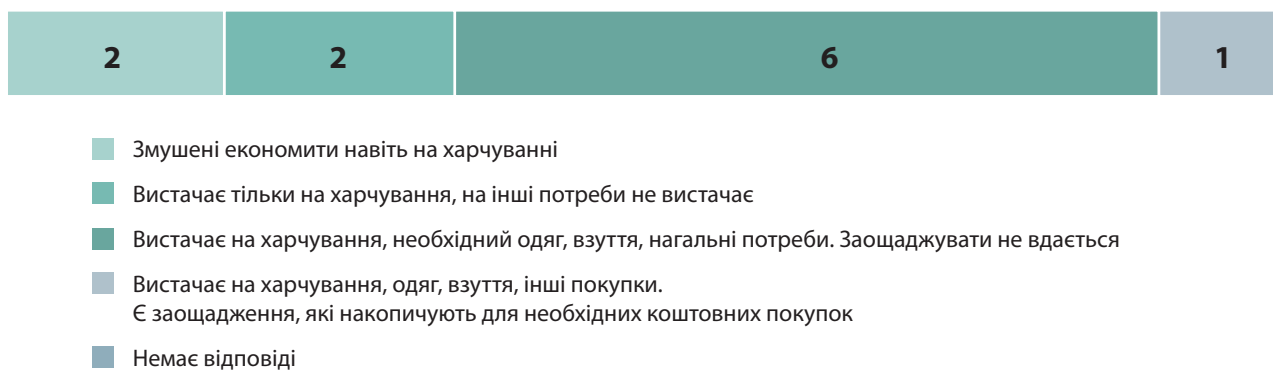 2 2 6 1
Змушені економити навіть на харчуванні
Вистачає тільки на харчування, на інші потреби не вистачає
Вистачає на харчування, необхідний одяг, взуття, нагальні потреби. Заощаджувати не вдається
Вистачає на харчування, одяг, взуття, інші покупки.
Є заощадження, які накопичують для необхідних коштовних покупок
Немає відповіді